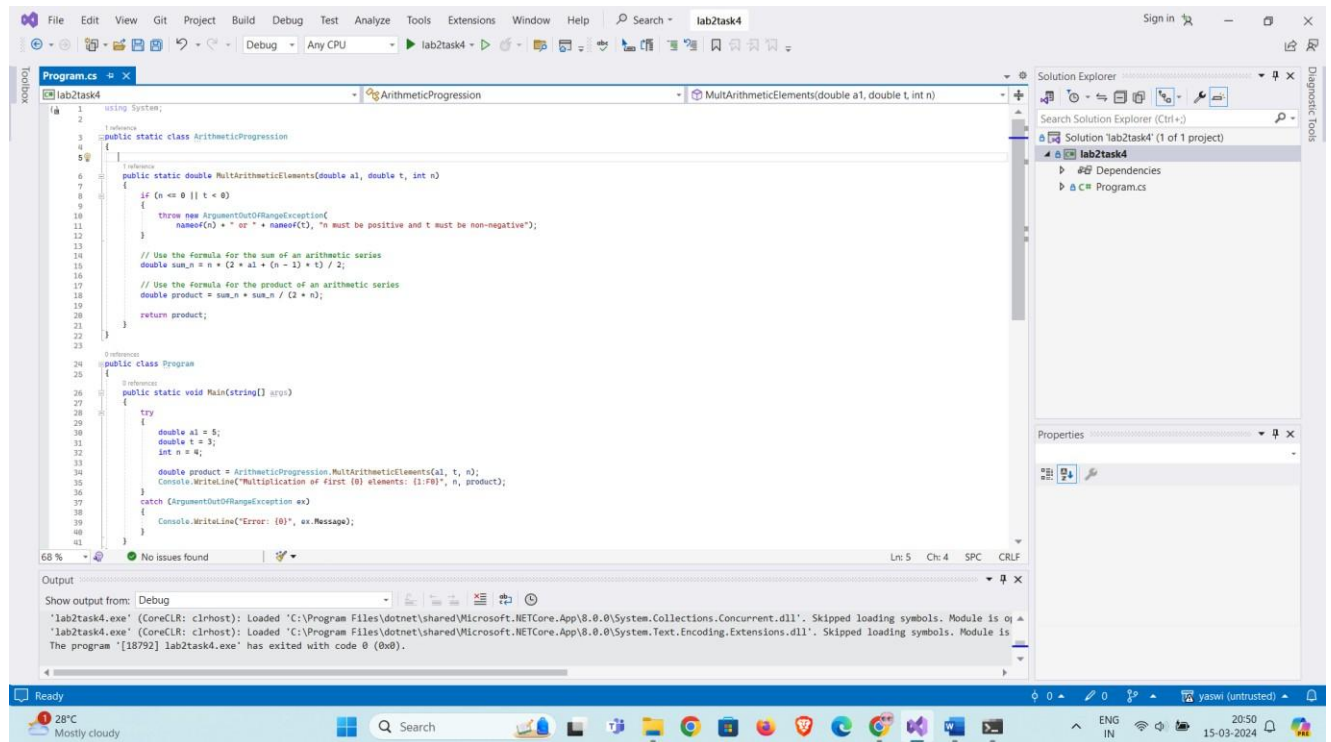 File Edit View Git Project Build Debug Test Analyze Tools Extensions Window Help Search lab2task4 Sign in
Debug Any CPU lab2task4
Toolbox
Program.cs
lab2task4 ArithmeticProgression MultArithmeticElements(double a1, double t, int n)
1 using System;
2
1 reference
3 public static class ArithmeticProgression
4 {
5
1 reference
6 public static double MultArithmeticElements(double a1, double t, int n)
7 {
8 if (n <= 0 || t < 0)
9 {
10 throw new ArgumentOutOfRangeException(
11 nameof(n) + " or " + nameof(t), "n must be positive and t must be non-negative");
12 }
13
14 // Use the formula for the sum of an arithmetic series
15 double sum_n = n * (2 * a1 + (n - 1) * t) / 2;
16
17 // Use the formula for the product of an arithmetic series
18 double product = sum_n * sum_n / (2 * n);
19
20 return product;
21 }
22 }
23
0 references
24 public class Program
25 {
0 references
26 public static void Main(string[] args)
27 {
28 try
29 {
30 double a1 = 5;
31 double t = 3;
32 int n = 4;
33
34 double product = ArithmeticProgression.MultArithmeticElements(a1, t, n);
35 Console.WriteLine("Multiplication of first {0} elements: {1:F0}", n, product);
36 }
37 catch (ArgumentOutOfRangeException ex)
38 {
39 Console.WriteLine("Error: {0}", ex.Message);
40 }
41 }
68 % No issues found Ln: 5 Ch: 4 SPC CRLF
Output
Show output from: Debug
'lab2task4.exe' (CoreCLR: clrhost): Loaded 'C:\Program Files\dotnet\shared\Microsoft.NETCore.App\8.0.0\System.Collections.Concurrent.dll'. Skipped loading symbols. Module is o
'lab2task4.exe' (CoreCLR: clrhost): Loaded 'C:\Program Files\dotnet\shared\Microsoft.NETCore.App\8.0.0\System.Text.Encoding.Extensions.dll'. Skipped loading symbols. Module is
The program '[18792] lab2task4.exe' has exited with code 0 (0x0).
Solution Explorer
Search Solution Explorer (Ctrl+;)
Solution 'lab2task4' (1 of 1 project)
lab2task4
Dependencies
C# Program.cs
Properties
Diagnostic Tools
Ready 0 0 yaswi (untrusted)
1 28°C
Mostly cloudy
Search
ENG
IN
20:50
15-03-2024